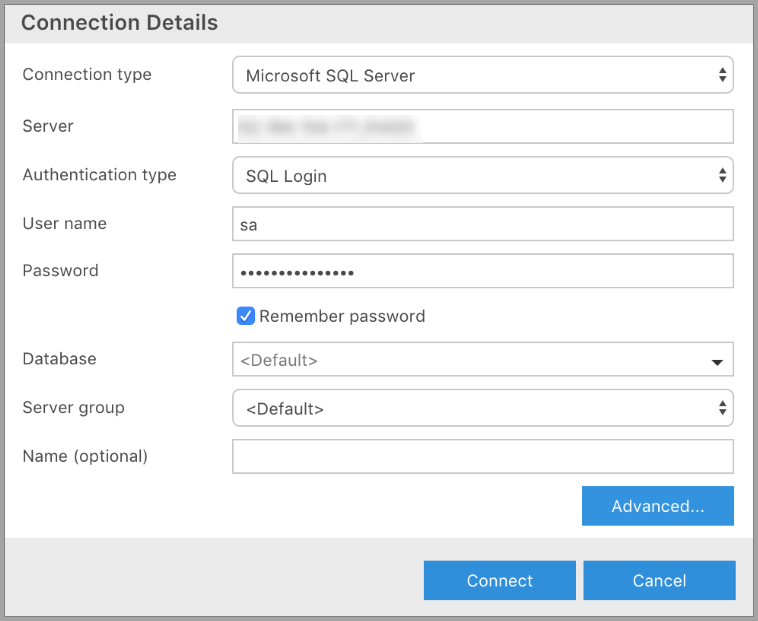 Connection Details
Connection type Microsoft SQL Server
Server
Authentication type SQL Login
User name sa
Password •••••••••••••••
Remember password
Database <Default>
Server group <Default>
Name (optional)
Advanced...
Connect Cancel